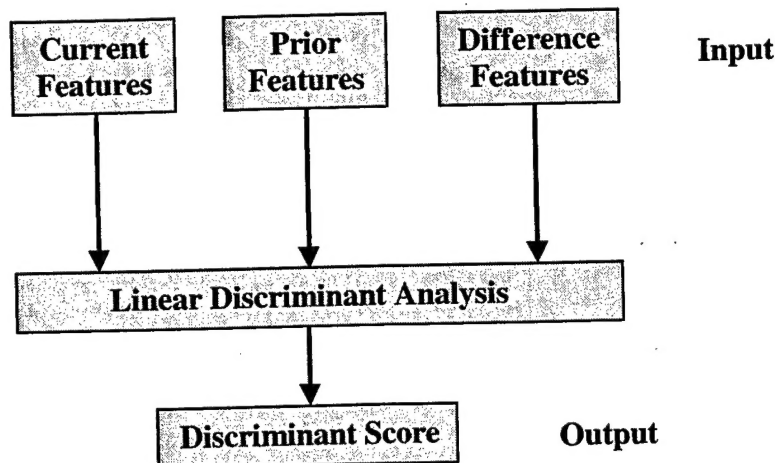 Current
Features
Prior
Features
Difference
Features
Input
Linear Discriminant Analysis
Discriminant Score
Output